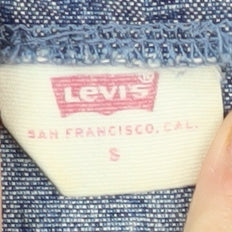 LEVI'S®
SAN FRANCISCO, CAL.
S